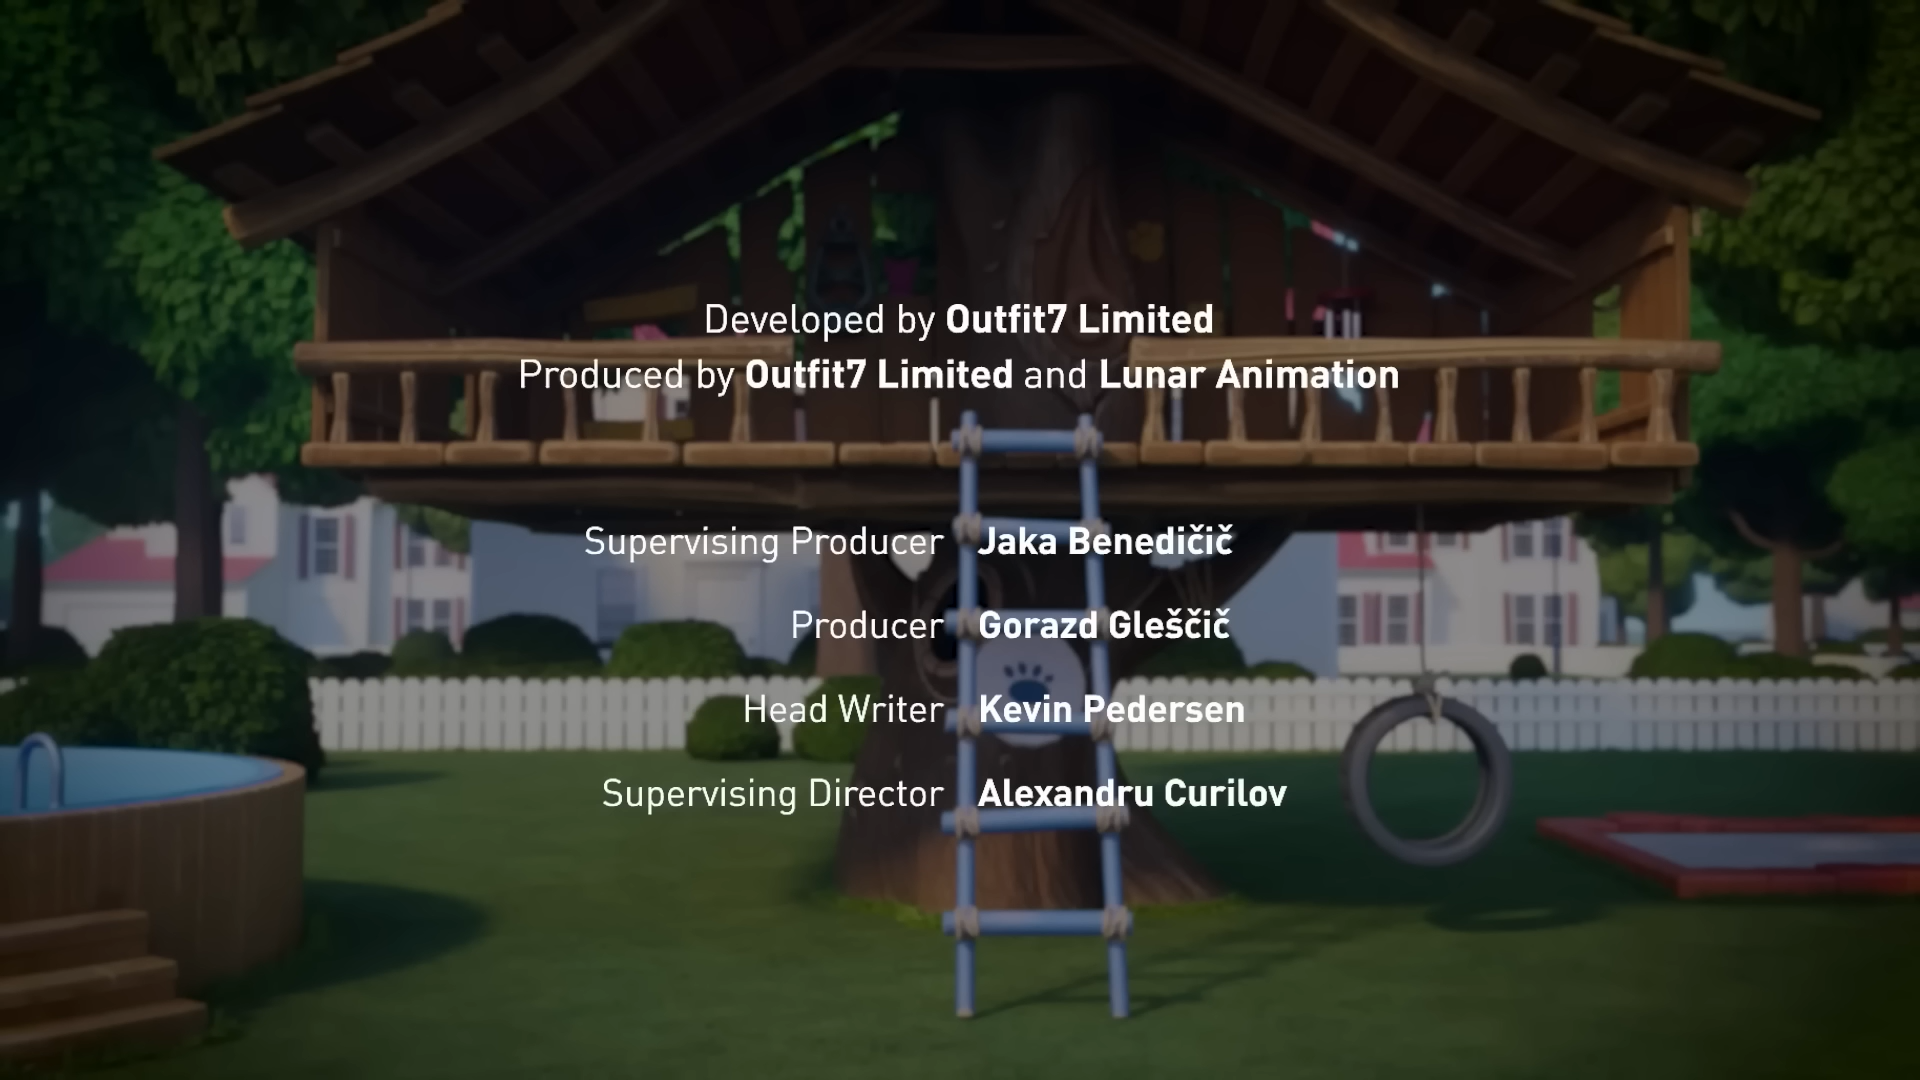 Developed by Outfit7 Limited
Produced by Outfit7 Limited and Lunar Animation
Supervising Producer Jaka Benedičič
Producer Gorazd Gleščič
Head Writer Kevin Pedersen
Supervising Director Alexandru Curilov